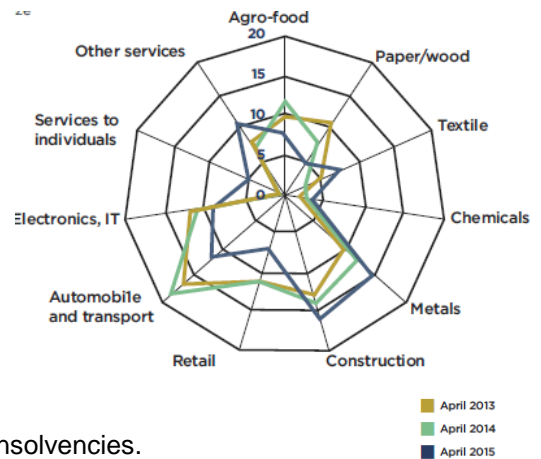 Agro-food
20
Other services
Paper/wood
15
10
Services to
individuals
Textile
5
0
Electronics, IT
Chemicals
Automobile
and transport
Metals
Retail
Construction
April 2013
April 2014
nsolvencies.
April 2015